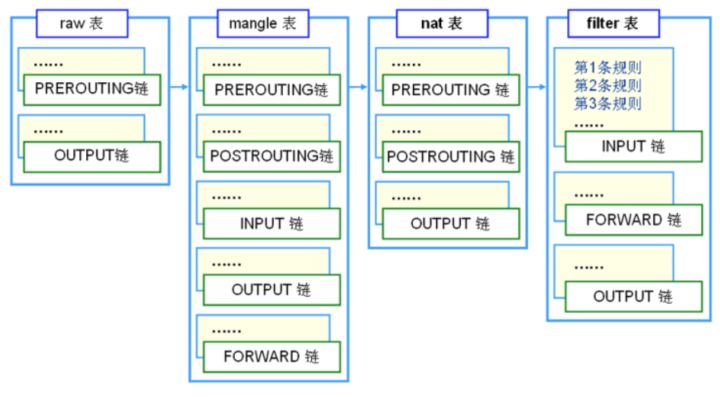 raw 表
……
PREROUTING链
……
OUTPUT链
mangle 表
……
PREROUTING链
……
POSTROUTING链
……
INPUT 链
……
OUTPUT 链
……
FORWARD 链
nat 表
……
PREROUTING 链
……
POSTROUTING 链
……
OUTPUT 链
filter 表
第1条规则
第2条规则
第3条规则
……
INPUT 链
……
FORWARD 链
……
OUTPUT 链